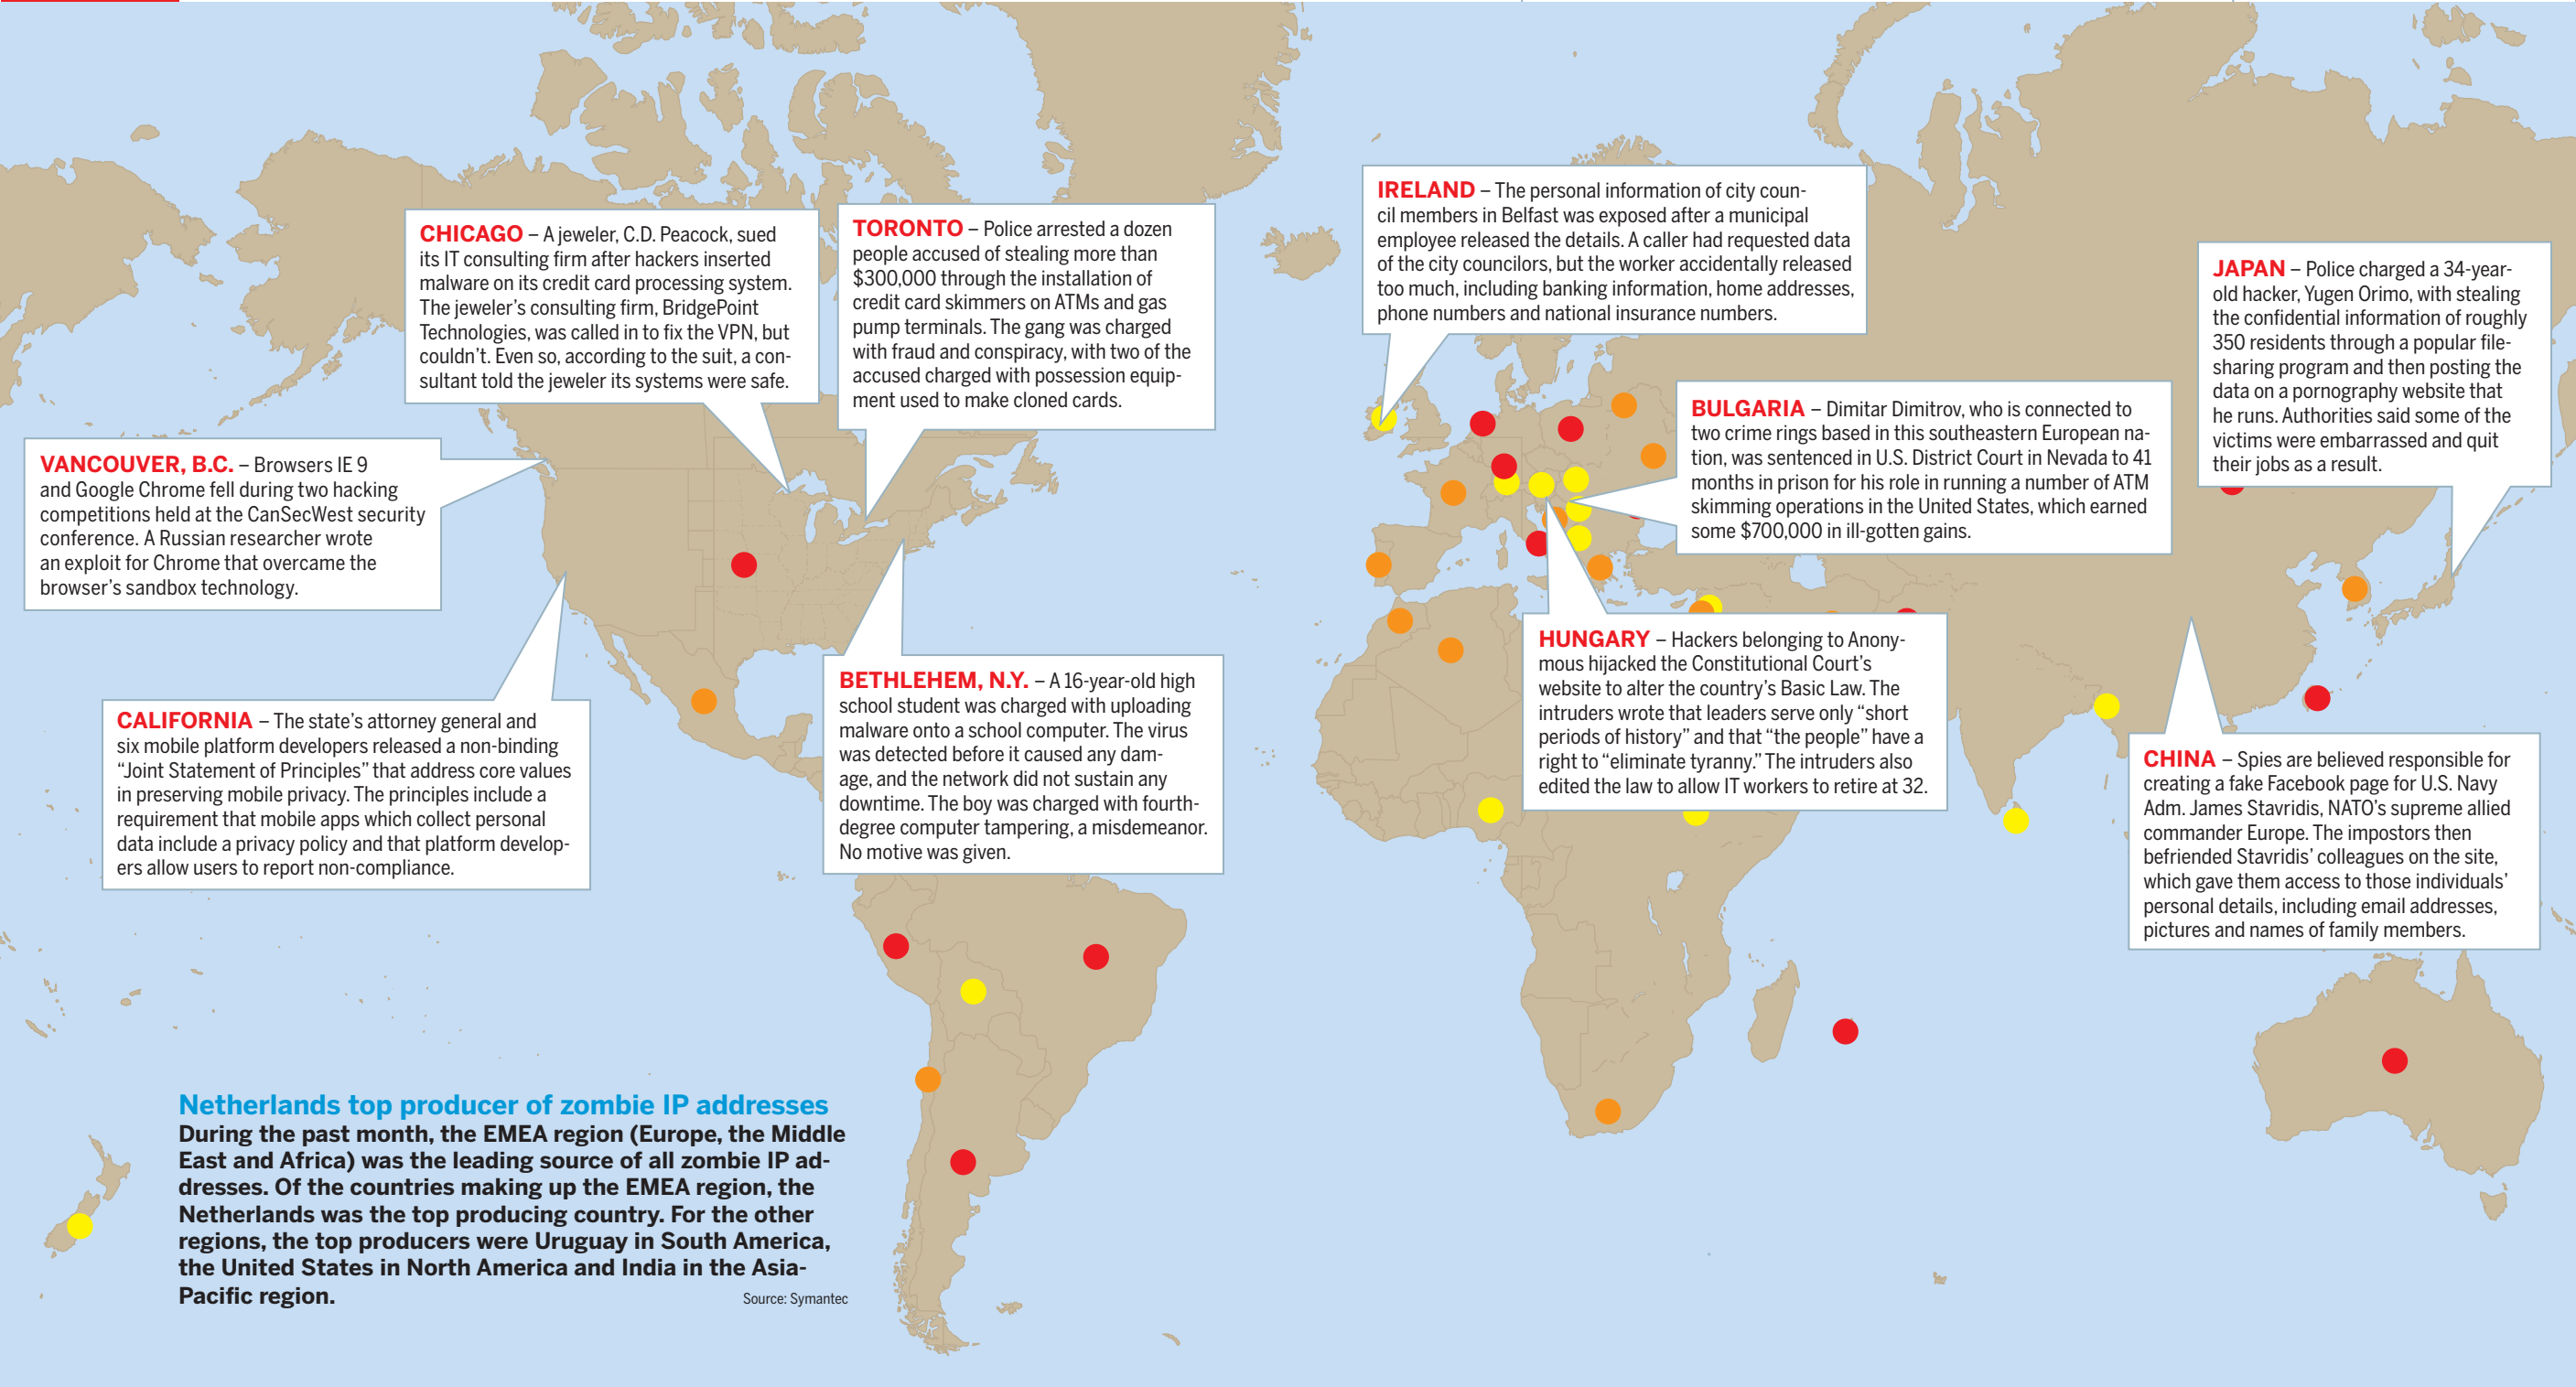 CHICAGO – A jeweler, C.D. Peacock, sued
its IT consulting firm after hackers inserted
malware on its credit card processing system.
The jeweler’s consulting firm, BridgePoint
Technologies, was called in to fix the VPN, but
couldn’t. Even so, according to the suit, a con-
sultant told the jeweler its systems were safe.
TORONTO – Police arrested a dozen
people accused of stealing more than
$300,000 through the installation of
credit card skimmers on ATMs and gas
pump terminals. The gang was charged
with fraud and conspiracy, with two of the
accused charged with possession equip-
ment used to make cloned cards.
IRELAND – The personal information of city coun-
cil members in Belfast was exposed after a municipal
employee released the details. A caller had requested data
of the city councilors, but the worker accidentally released
too much, including banking information, home addresses,
phone numbers and national insurance numbers.
JAPAN – Police charged a 34-year-
old hacker, Yugen Orimo, with stealing
the confidential information of roughly
350 residents through a popular file-
sharing program and then posting the
data on a pornography website that
he runs. Authorities said some of the
victims were embarrassed and quit
their jobs as a result.
BULGARIA – Dimitar Dimitrov, who is connected to
two crime rings based in this southeastern European na-
tion, was sentenced in U.S. District Court in Nevada to 41
months in prison for his role in running a number of ATM
skimming operations in the United States, which earned
some $700,000 in ill-gotten gains.
VANCOUVER, B.C. – Browsers IE 9
and Google Chrome fell during two hacking
competitions held at the CanSecWest security
conference. A Russian researcher wrote
an exploit for Chrome that overcame the
browser’s sandbox technology.
CALIFORNIA – The state’s attorney general and
six mobile platform developers released a non-binding
“Joint Statement of Principles” that address core values
in preserving mobile privacy. The principles include a
requirement that mobile apps which collect personal
data include a privacy policy and that platform develop-
ers allow users to report non-compliance.
BETHLEHEM, N.Y. – A 16-year-old high
school student was charged with uploading
malware onto a school computer. The virus
was detected before it caused any dam-
age, and the network did not sustain any
downtime. The boy was charged with fourth-
degree computer tampering, a misdemeanor.
No motive was given.
HUNGARY – Hackers belonging to Anony-
mous hijacked the Constitutional Court’s
website to alter the country’s Basic Law. The
intruders wrote that leaders serve only “short
periods of history” and that “the people” have a
right to “eliminate tyranny.” The intruders also
edited the law to allow IT workers to retire at 32.
CHINA – Spies are believed responsible for
creating a fake Facebook page for U.S. Navy
Adm. James Stavridis, NATO’s supreme allied
commander Europe. The impostors then
befriended Stavridis’ colleagues on the site,
which gave them access to those individuals’
personal details, including email addresses,
pictures and names of family members.
Netherlands top producer of zombie IP addresses
During the past month, the EMEA region (Europe, the Middle
East and Africa) was the leading source of all zombie IP ad-
dresses. Of the countries making up the EMEA region, the
Netherlands was the top producing country. For the other
regions, the top producers were Uruguay in South America,
the United States in North America and India in the Asia-
Pacific region.
Source: Symantec